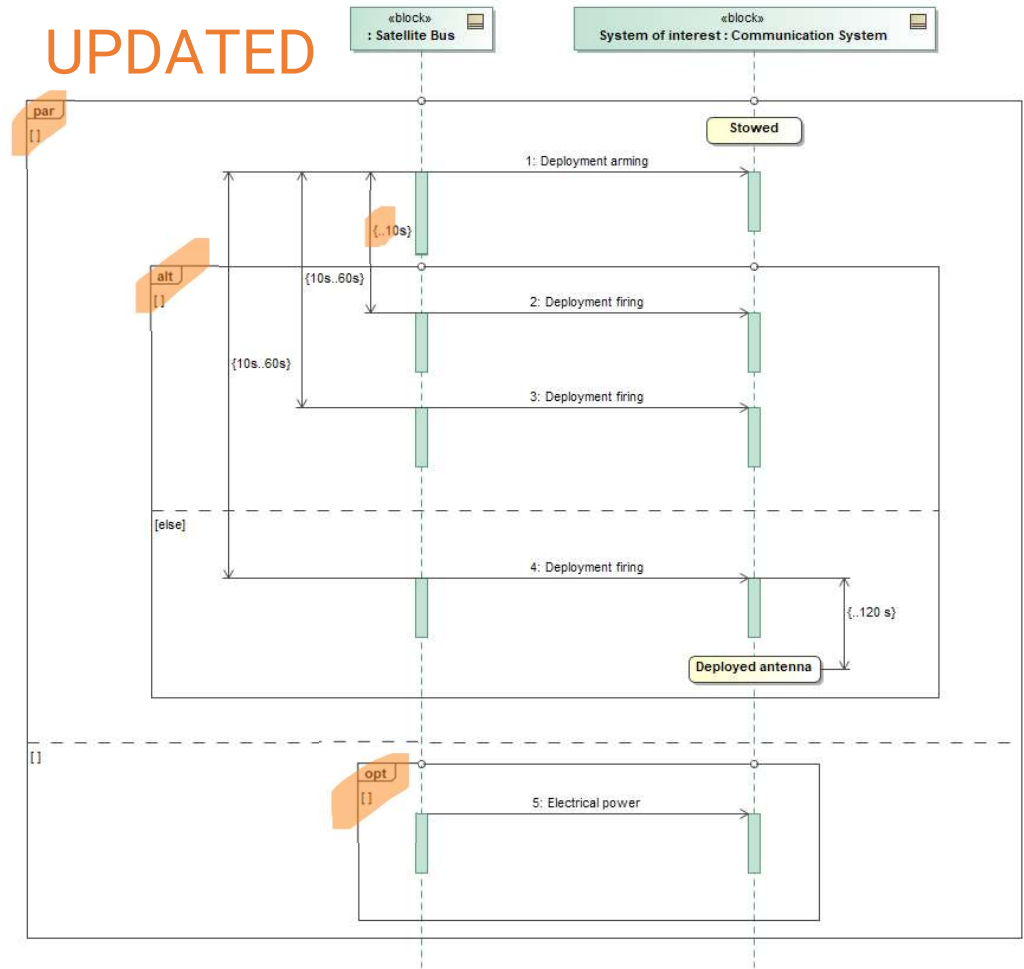 UPDATED
«block»
: Satellite Bus
«block»
System of interest : Communication System
par
[ ]
Stowed
1: Deployment arming
{..10s}
alt
[ ]
{10s..60s}
2: Deployment firing
{10s..60s}
3: Deployment firing
[else]
4: Deployment firing
{..120 s}
Deployed antenna
[ ]
opt
[ ]
5: Electrical power